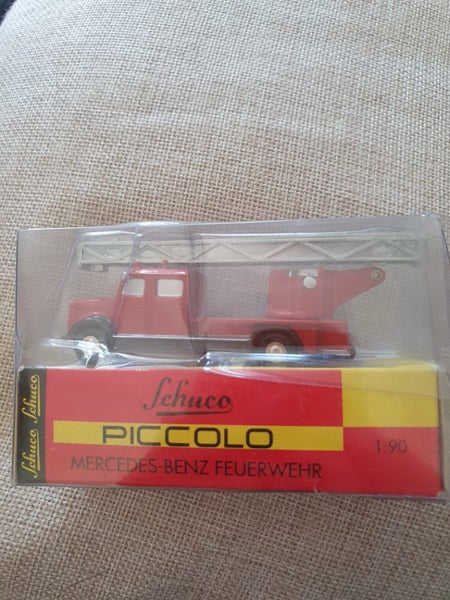 Schuco
PICCOLO
MERCEDES-BENZ FEUERWEHR
1:90
Schuco Schuco